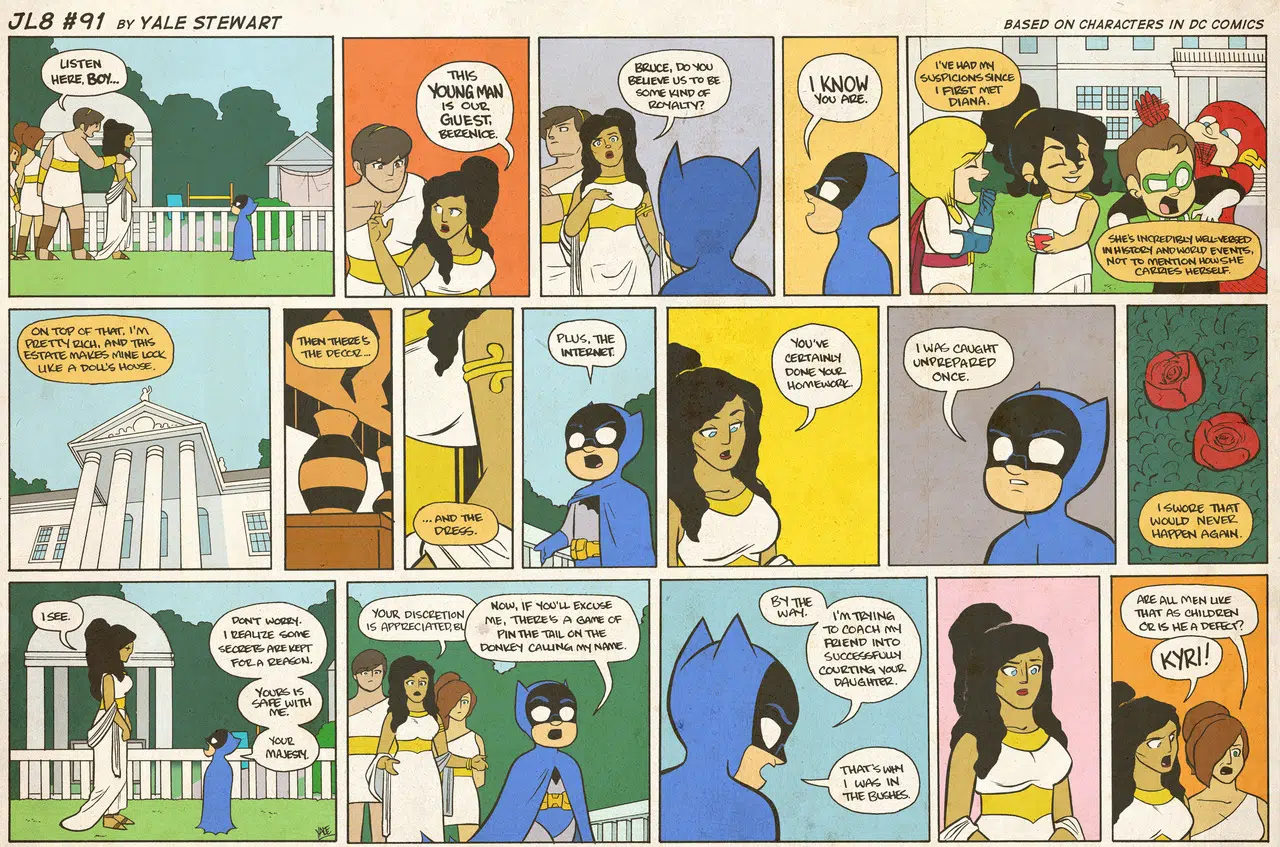 JL8 #91 BY YALE STEWART
BASED ON CHARACTERS IN DC COMICS
LISTEN
HERE, BOY...
THIS
YOUNG MAN
IS OUR
GUEST,
BERENICE.
BRUCE, DO YOU
BELIEVE US TO BE
SOME KIND OF
ROYALTY?
I KNOW
YOU ARE.
I'VE HAD MY
SUSPICIONS SINCE
I FIRST MET
DIANA.
SHE'S INCREDIBLY WELL-VERSED
IN HISTORY AND WORLD EVENTS,
NOT TO MENTION HOW SHE
CARRIES HERSELF.
ON TOP OF THAT, I'M
PRETTY RICH, AND THIS
ESTATE MAKES MINE LOOK
LIKE A DOLL'S HOUSE.
THEN THERE'S
THE DECOR...
...AND THE
DRESS.
PLUS, THE
INTERNET.
YOU'VE
CERTAINLY
DONE YOUR
HOMEWORK.
I WAS CAUGHT
UNPREPARED
ONCE.
I SWORE THAT
WOULD NEVER
HAPPEN AGAIN.
I SEE.
DON'T WORRY.
I REALIZE SOME
SECRETS ARE KEPT
FOR A REASON.
YOURS IS
SAFE WITH
ME.
YOUR
MAJESTY.
YALE
YOUR DISCRETION
IS APPRECIATED, BU
NOW, IF YOU'LL EXCUSE
ME, THERE'S A GAME OF
PIN THE TAIL ON THE
DONKEY CALLING MY NAME.
BY THE
WAY.
I'M TRYING
TO COACH MY
FRIEND INTO
SUCCESSFULLY
COURTING YOUR
DAUGHTER.
THAT'S WHY
I WAS IN
THE BUSHES.
ARE ALL MEN LIKE
THAT AS CHILDREN
OR IS HE A DEFECT?
KYRI!